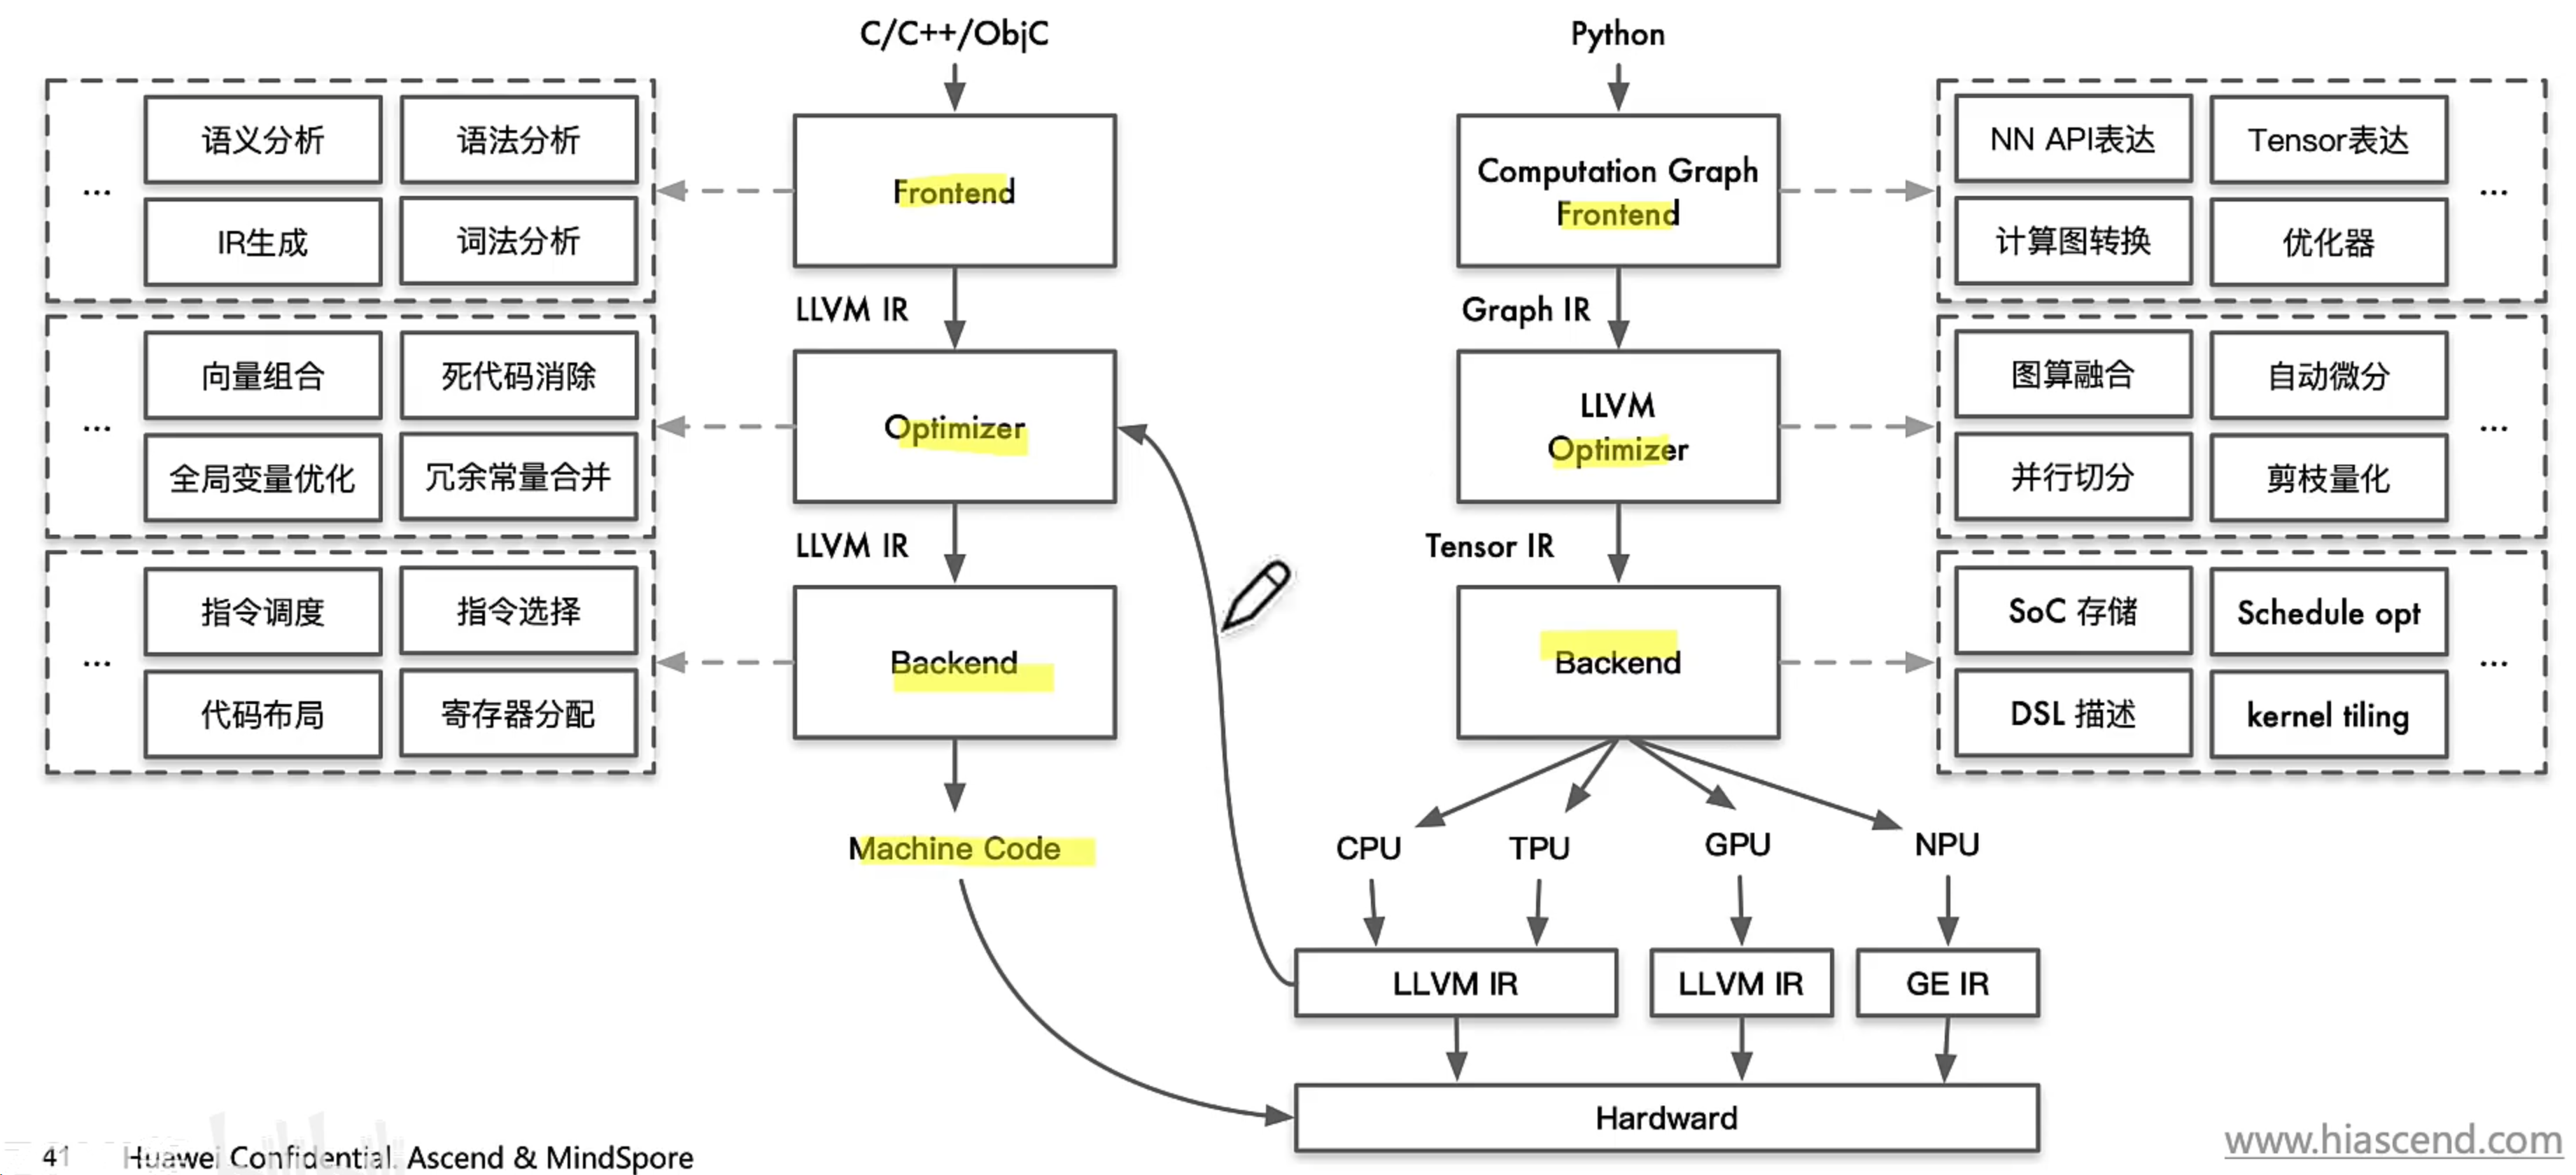 C/C++/ObjC
Python
...
语义分析
语法分析
IR生成
词法分析
Frontend
Computation Graph
Frontend
NN API表达
Tensor表达
计算图转换
优化器
...
LLVM IR
Graph IR
...
向量组合
死代码消除
全局变量优化
冗余常量合并
Optimizer
LLVM
Optimizer
图算融合
自动微分
并行切分
剪枝量化
...
LLVM IR
Tensor IR
...
指令调度
指令选择
代码布局
寄存器分配
Backend
Backend
SoC 存储
Schedule opt
DSL 描述
kernel tiling
...
Machine Code
CPU
TPU
GPU
NPU
LLVM IR
LLVM IR
GE IR
Hardward
41
Huawei Confidential. Ascend & MindSpore
www.hiascend.com